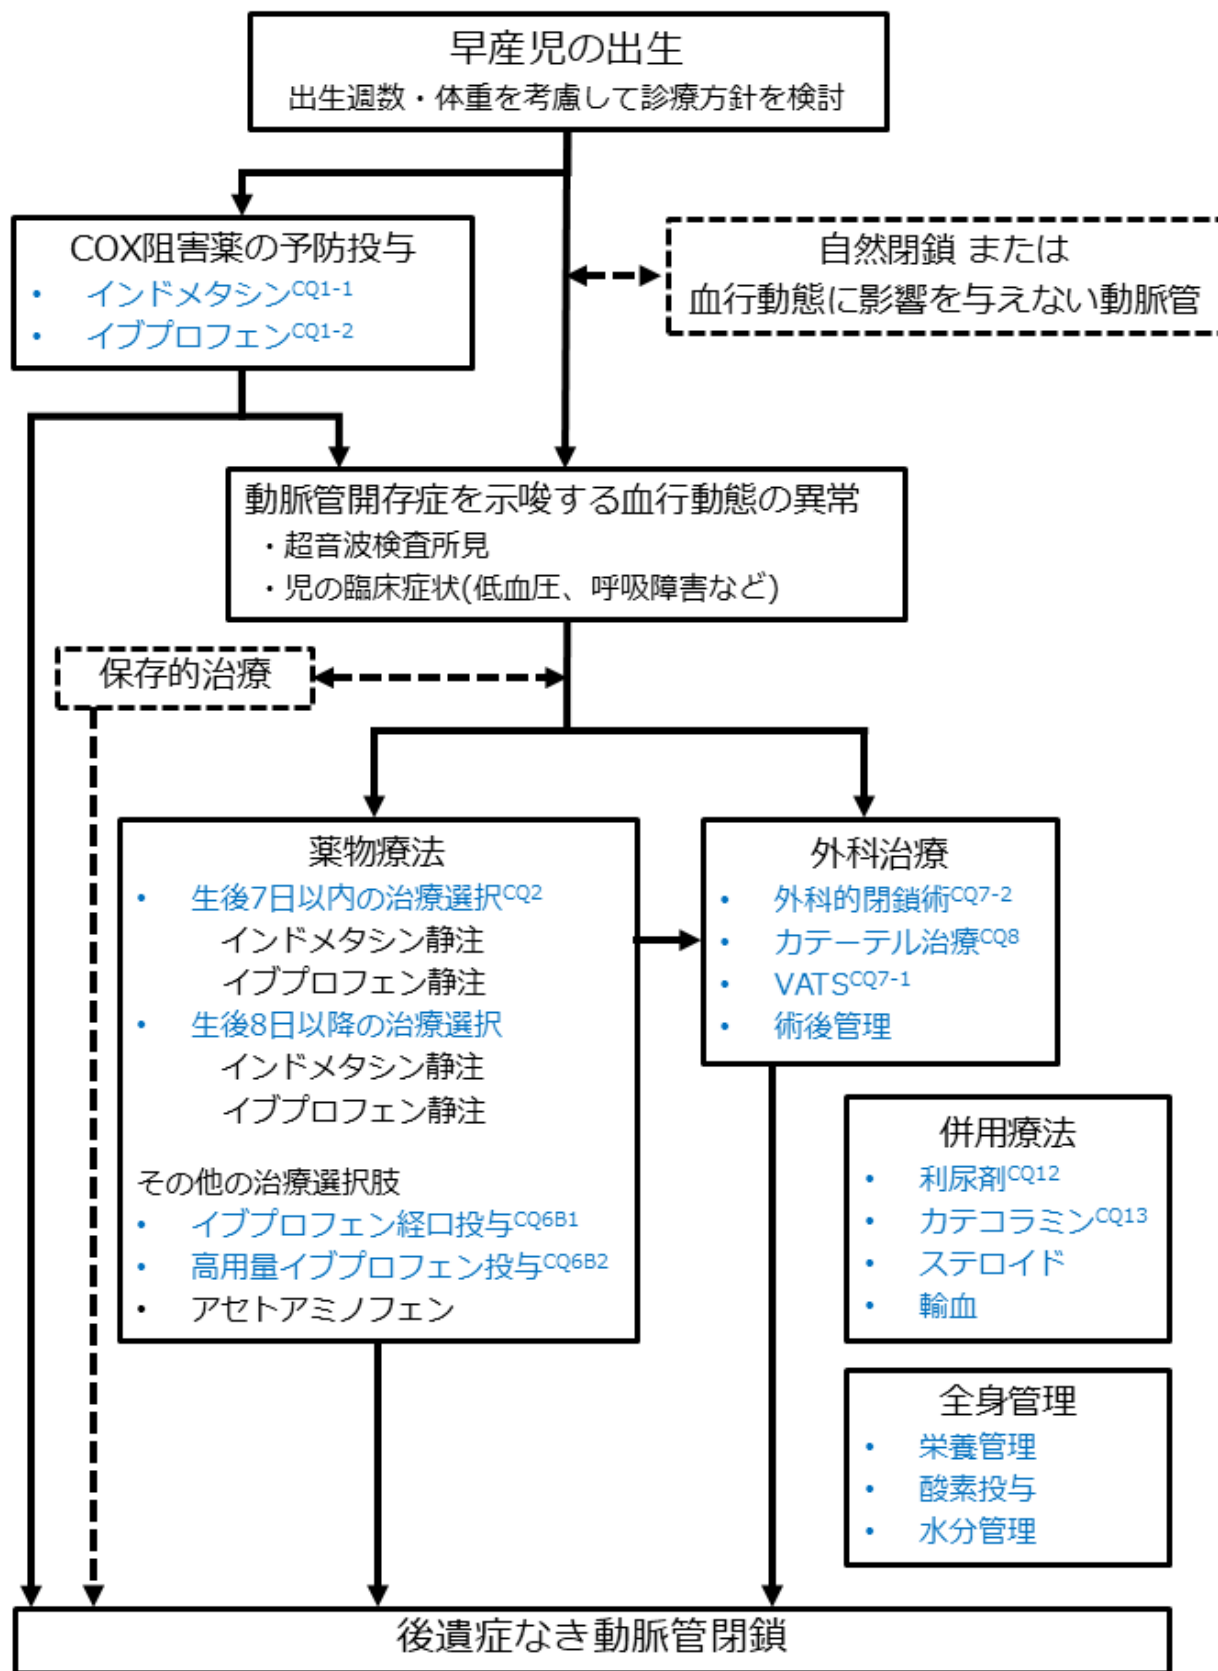 早産児の出生
出生週数・体重を考慮して診療方針を検討
COX阻害薬の予防投与
• インドメタシンCQ1-1
• イブプロフェンCQ1-2
自然閉鎖 または
血行動態に影響を与えない動脈管
動脈管開存症を示唆する血行動態の異常
・超音波検査所見
・児の臨床症状(低血圧、呼吸障害など)
保存的治療
薬物療法
• 生後7日以内の治療選択CQ2
インドメタシン静注
イブプロフェン静注
• 生後8日以降の治療選択
インドメタシン静注
イブプロフェン静注
その他の治療選択肢
• イブプロフェン経口投与CQ6B1
• 高用量イブプロフェン投与CQ6B2
• アセトアミノフェン
外科治療
• 外科的閉鎖術CQ7-2
• カテーテル治療CQ8
• VATSCQ7-1
• 術後管理
併用療法
• 利尿剤CQ12
• カテコラミンCQ13
• ステロイド
• 輸血
全身管理
• 栄養管理
• 酸素投与
• 水分管理
後遺症なき動脈管閉鎖